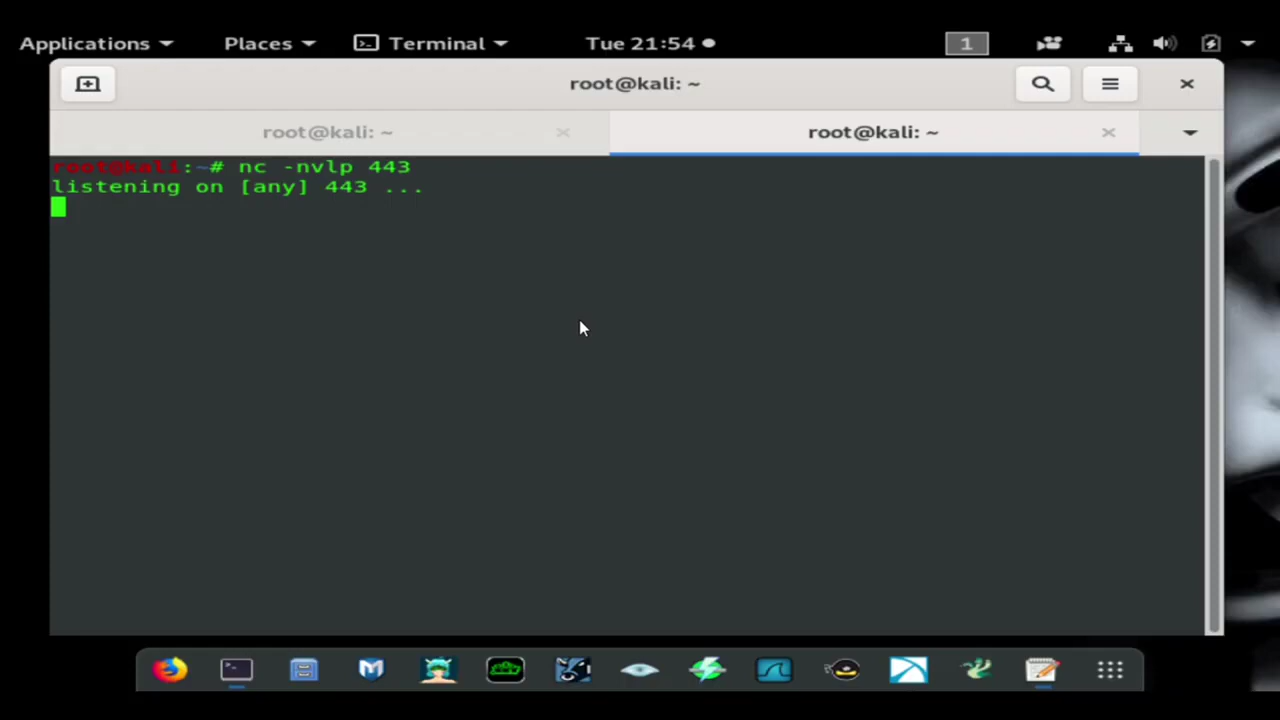 Applications Places Terminal Tue 21:54 1
root@kali: ~
root@kali: ~ root@kali: ~
root@kali:~# nc -nvlp 443
listening on [any] 443 ...